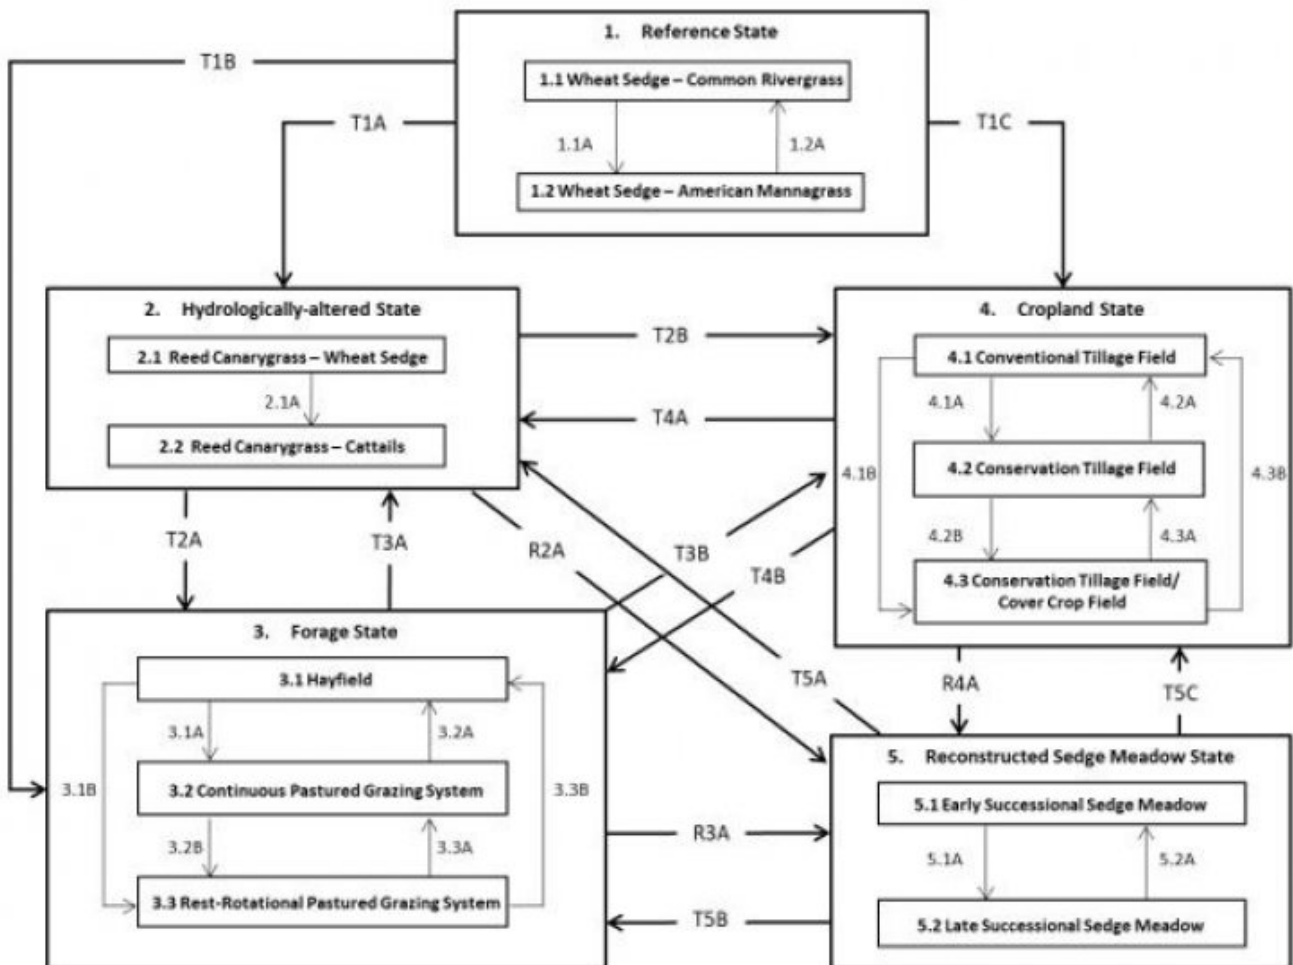 1. Reference State
T1B
1.1 Wheat Sedge – Common Rivergrass
T1A
T1C
1.1A
1.2A
1.2 Wheat Sedge – American Mannagrass
2. Hydrologically-altered State
4. Cropland State
2.1 Reed Canarygrass – Wheat Sedge
T2B
4.1 Conventional Tillage Field
2.1A
4.1A
4.2A
T4A
2.2 Reed Canarygrass – Cattails
4.1B
4.2 Conservation Tillage Field
4.3B
T2A
T3A
R2A
T3B
4.2B
4.3A
T4B
4.3 Conservation Tillage Field/
Cover Crop Field
3. Forage State
3.1 Hayfield
T5A
R4A
T5C
3.1A
3.2A
5. Reconstructed Sedge Meadow State
3.1B
3.2 Continuous Pastured Grazing System
3.3B
5.1 Early Successional Sedge Meadow
R3A
3.2B
3.3A
5.1A
5.2A
3.3 Rest-Rotational Pastured Grazing System
T5B
5.2 Late Successional Sedge Meadow